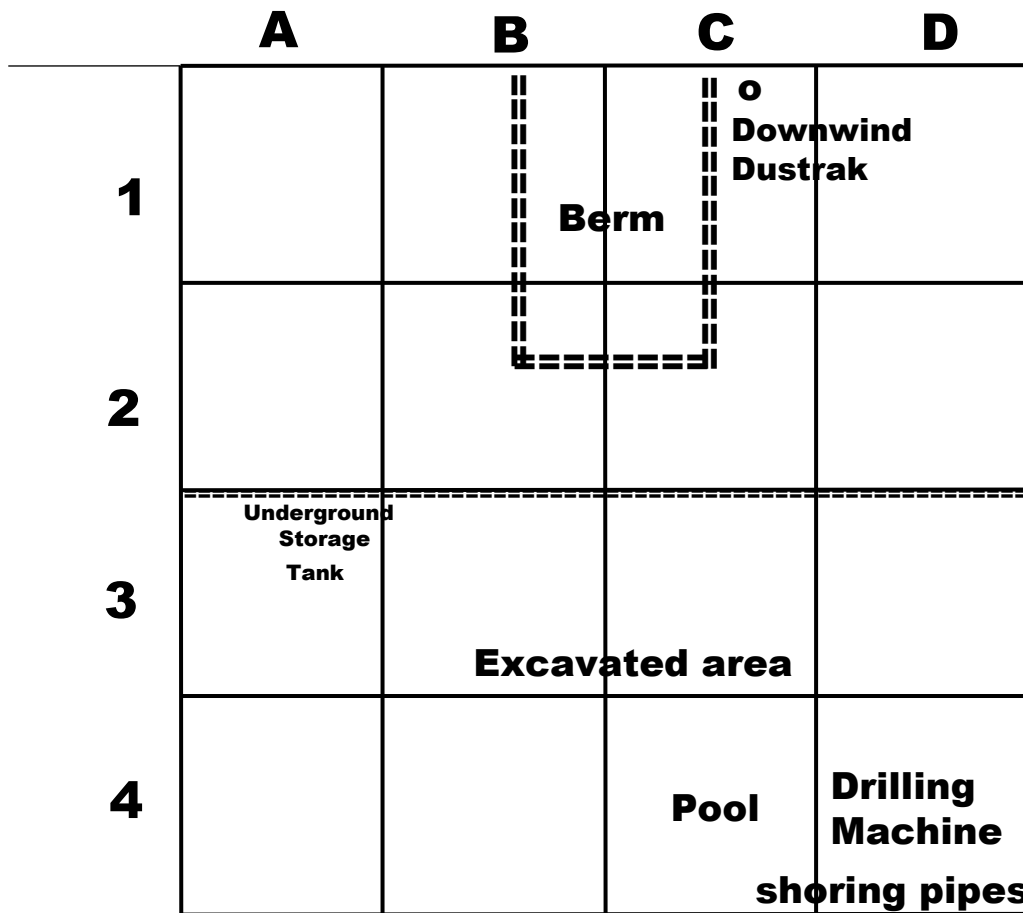 A B C D
o
Downwind
Dustrak
1
Berm
2
Underground
Storage
Tank
3
Excavated area
4
Pool
Drilling
Machine
shoring pipes